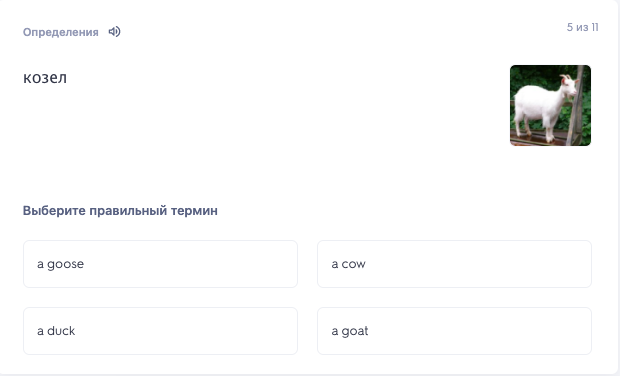 Определения
5 из 11
козел
Выберите правильный термин
a goose
a cow
a duck
a goat